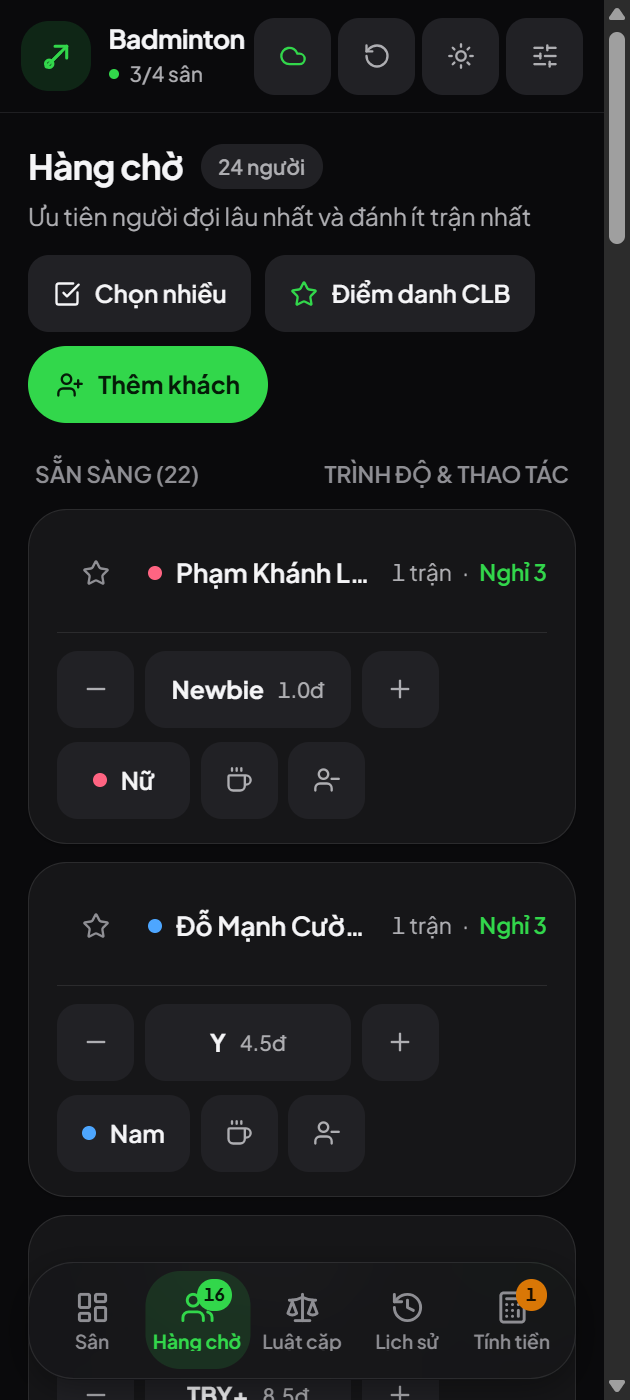 Badminton
3/4 sân
Hàng chờ 24 người
Ưu tiên người đợi lâu nhất và đánh ít trận nhất
Chọn nhiều Điểm danh CLB
Thêm khách
SẴN SÀNG (22) TRÌNH ĐỘ & THAO TÁC
Phạm Khánh L... 1 trận · Nghỉ 3
Newbie 1.0đ
Nữ
Đỗ Mạnh Cườ... 1 trận · Nghỉ 3
Y 4.5đ
Nam
16 1
Sân Hàng chờ Luật cặp Lịch sử Tính tiền
TBY+ 8.5đ